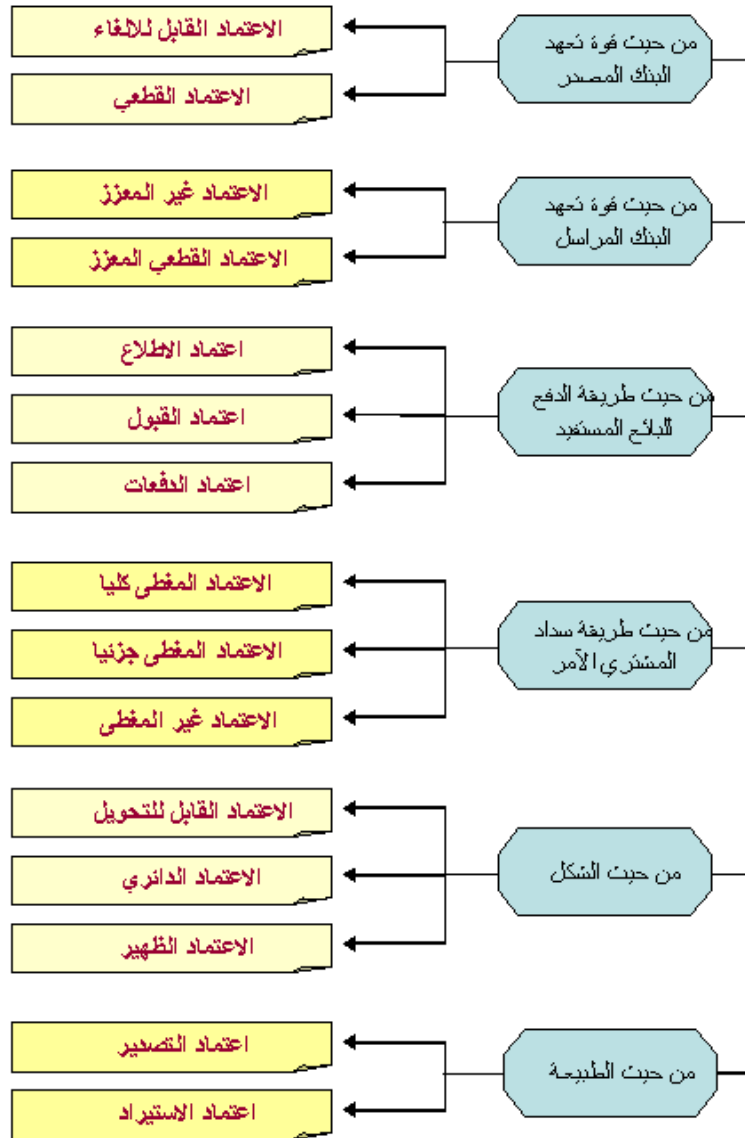 من حيث قوة تعهد
البنك المصدر
الاعتماد القابل للالغاء
الاعتماد القطعي
من حيث قوة تعهد
البنك المراسل
الاعتماد غير المعزز
الاعتماد القطعي المعزز
من حيث طريقة الدفع
للبائع المستفيد
اعتماد الاطلاع
اعتماد القبول
اعتماد الدفعات
من حيث طريقة سداد
المشتري الآمر
الاعتماد المغطى كليا
الاعتماد المغطى جزئيا
الاعتماد غير المغطى
من حيث الشكل
الاعتماد القابل للتحويل
الاعتماد الدائري
الاعتماد الظهير
من حيث الطبيعة
اعتماد التصدير
اعتماد الاستيراد